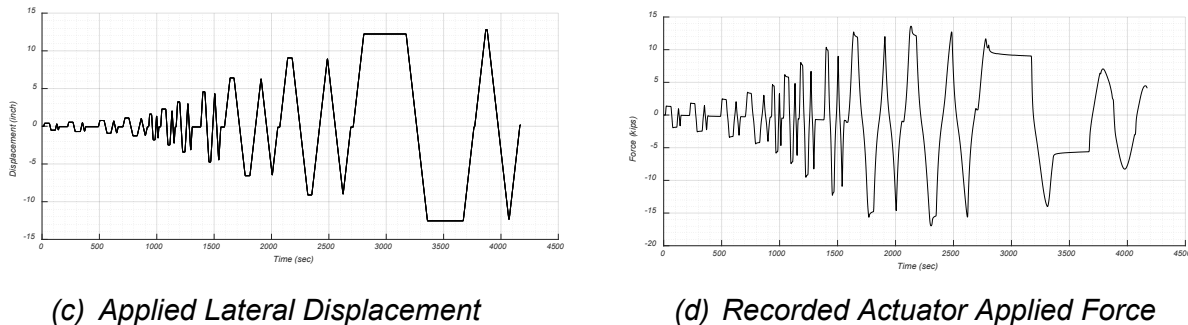 15
10
5
0
-5
-10
-15
0 500 1000 1500 2000 2500 3000 3500 4000 4500
Displacement (inch)
Time (sec)
15
10
5
0
-5
-10
-15
-20
0 500 1000 1500 2000 2500 3000 3500 4000 4500
Force (kips)
Time (sec)
(c) Applied Lateral Displacement
(d) Recorded Actuator Applied Force